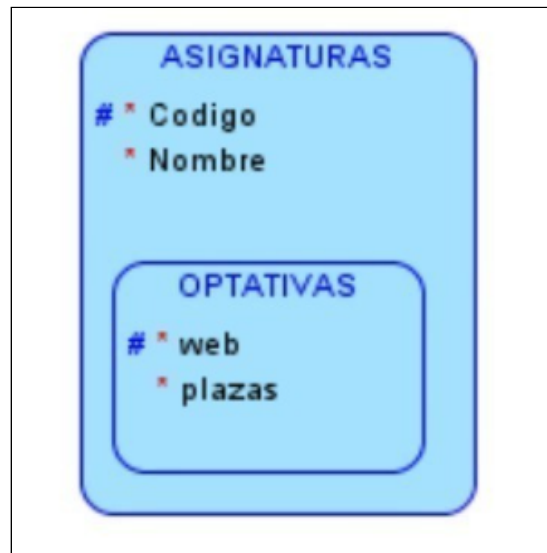 ASIGNATURAS
# * Codigo
* Nombre
OPTATIVAS
# * web
* plazas